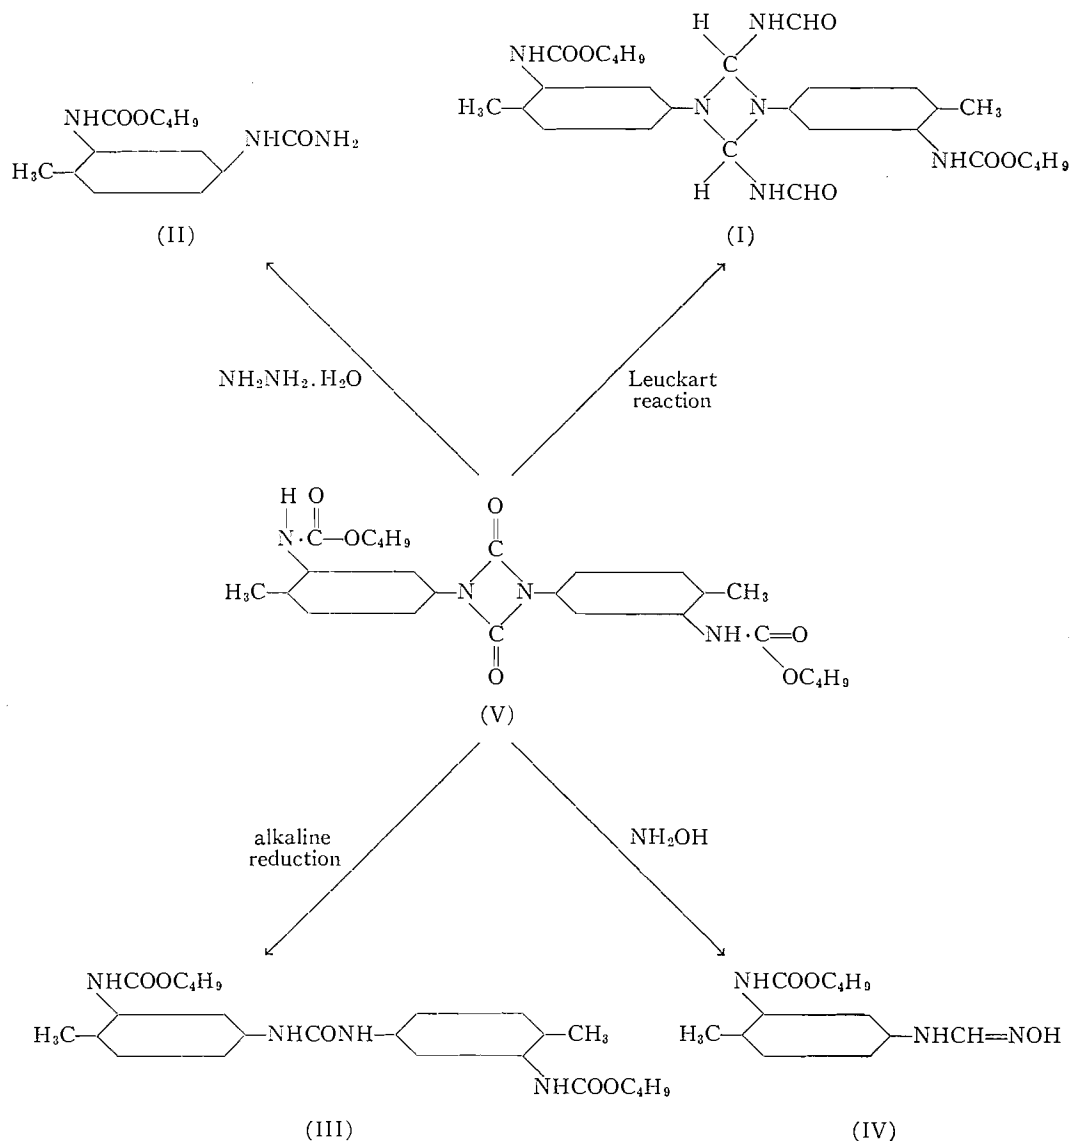 H NHCHO
NHCOOC₄H₉ C
H₃C N N CH₃
C NHCOOC₄H₉
H NHCHO
(I)
NHCOOC₄H₉
NHCONH₂
H₃C
(II)
NH₂NH₂.H₂O
Leuckart
reaction
H O O
N·C—OC₄H₉ C
H₃C N N CH₃
C NH·C=O
O OC₄H₉
(V)
alkaline
reduction
NH₂OH
NHCOOC₄H₉
H₃C NHCONH CH₃
NHCOOC₄H₉
(III)
NHCOOC₄H₉
H₃C NHCH=NOH
(IV)